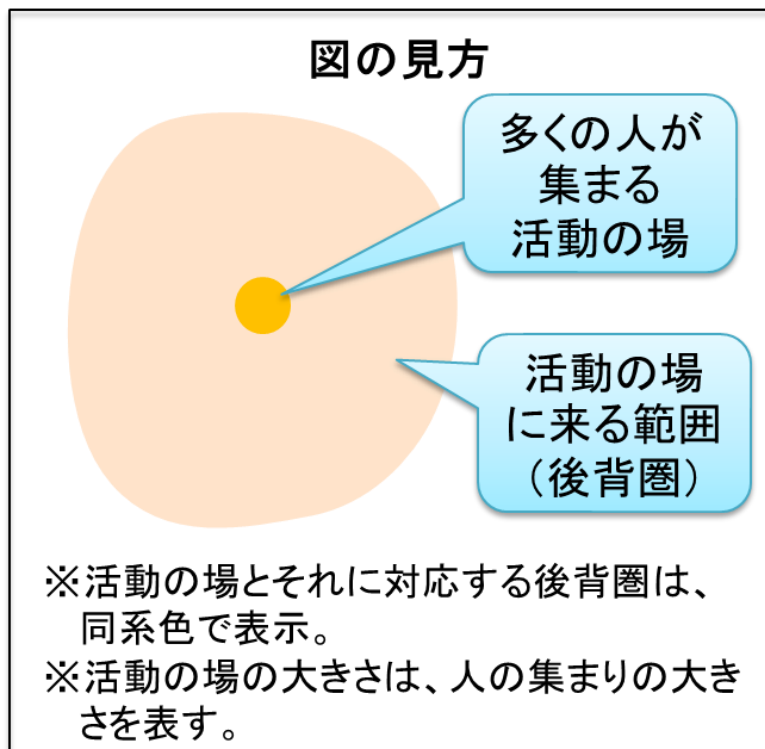 図の見方
多くの人が
集まる
活動の場
活動の場
に来る範囲
（後背圏）
※活動の場とそれに対応する後背圏は、
同系色で表示。
※活動の場の大きさは、人の集まりの大き
さを表す。